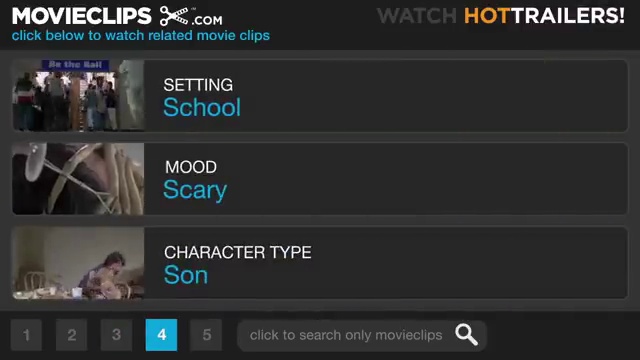 MOVIECLIPS .COM
WATCH HOTTRAILERS!
click below to watch related movie clips
Be the Ball
SETTING
School
MOOD
Scary
CHARACTER TYPE
Son
1 2 3 4 5
click to search only movieclips